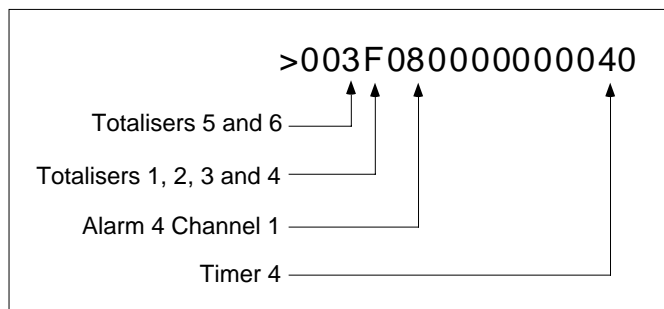 >003F080000000040
Totalisers 5 and 6
Totalisers 1, 2, 3 and 4
Alarm 4 Channel 1
Timer 4